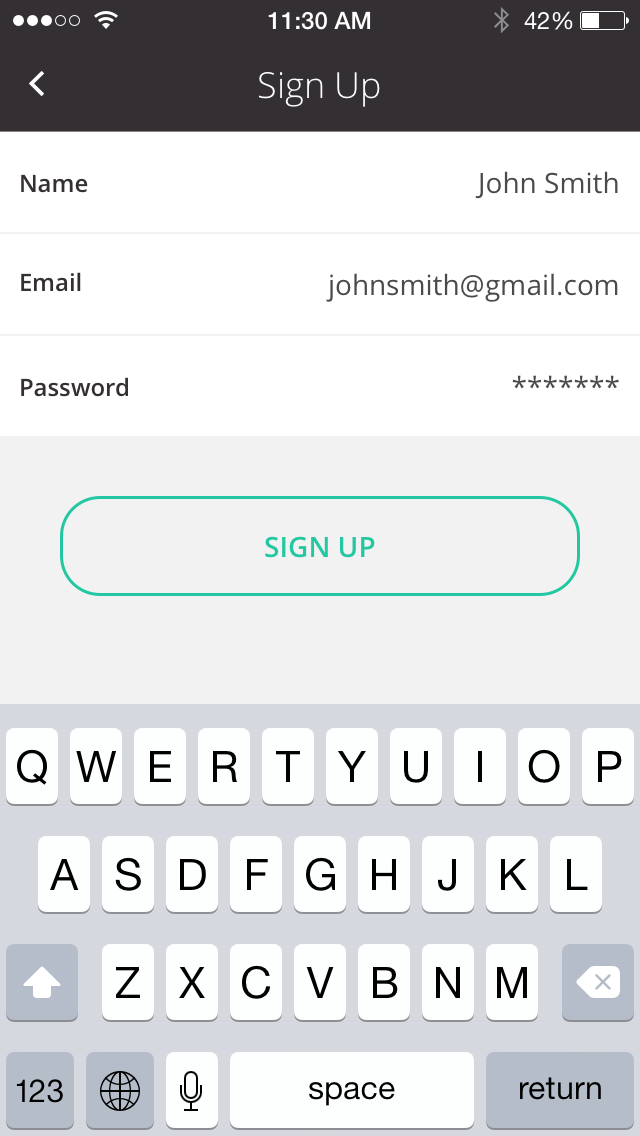 11:30 AM 42%
Sign Up
Name John Smith
Email johnsmith@gmail.com
Password *******
SIGN UP
Q W E R T Y U I O P
A S D F G H J K L
Z X C V B N M
123 space return